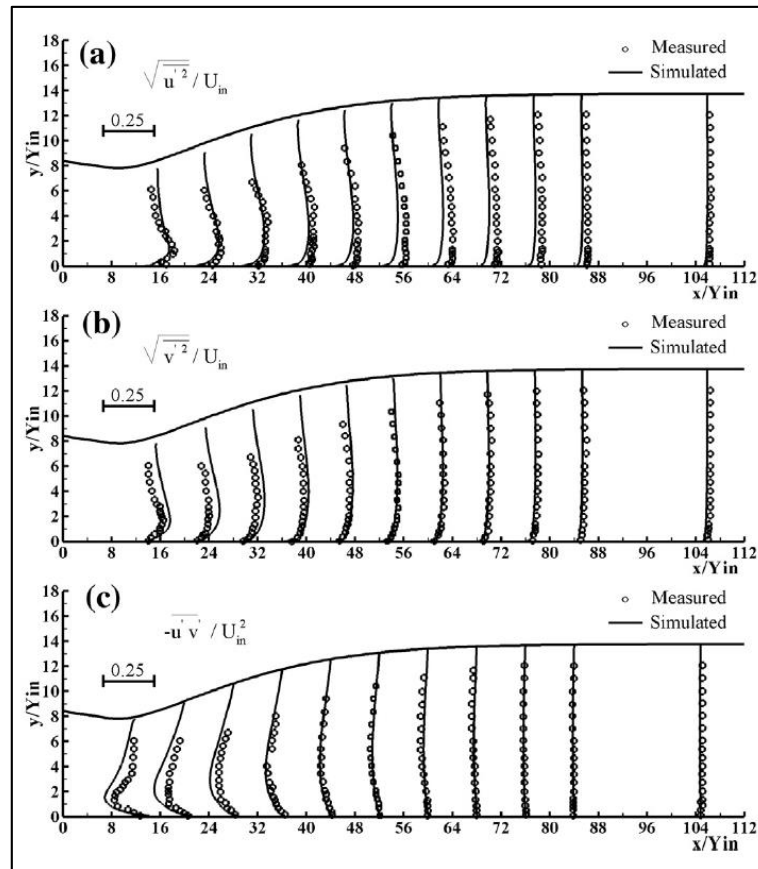 (a)
√u'² / U_in
Measured
Simulated
0.25
y/Yin
18
16
14
12
10
8
6
4
2
0
0 8 16 24 32 40 48 56 64 72 80 88 96 104 112
x/Yin
(b)
√v'² / U_in
Measured
Simulated
0.25
y/Yin
18
16
14
12
10
8
6
4
2
0
0 8 16 24 32 40 48 56 64 72 80 88 96 104 112
x/Yin
(c)
-u'v' / U_in²
Measured
Simulated
0.25
y/Yin
18
16
14
12
10
8
6
4
2
0
0 8 16 24 32 40 48 56 64 72 80 88 96 104 112
x/Yin